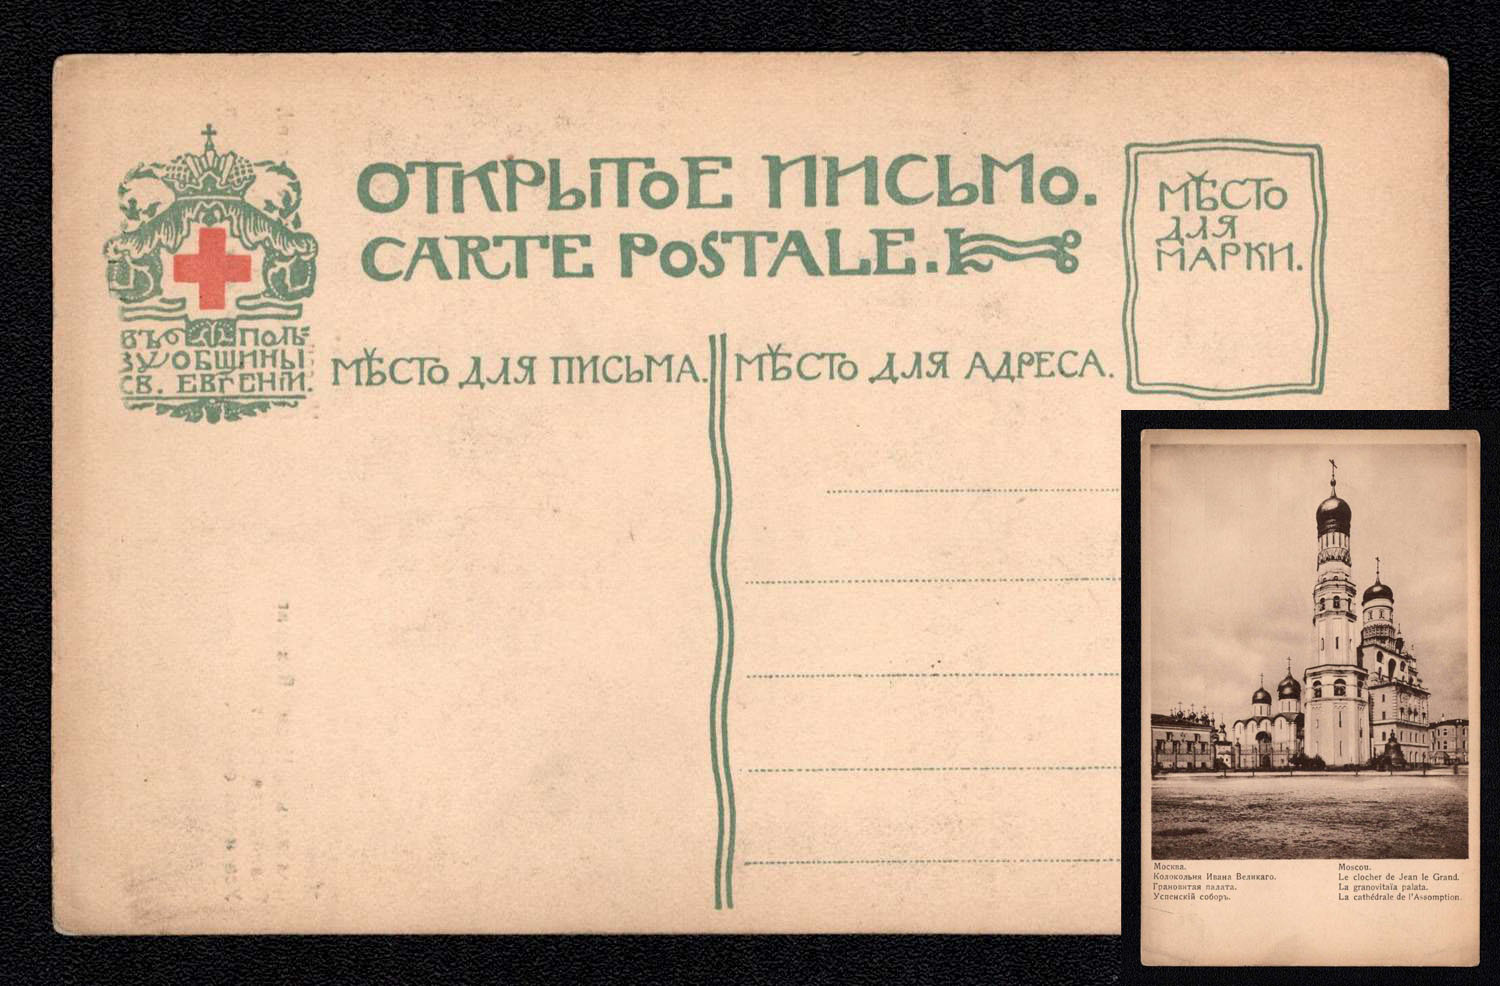 ОТКРЫТОЕ ПИСЬМО.
CARTE POSTALE.
МѢСТО
ДЛЯ
МАРКИ.
ВЪ ПОЛЬ=
ЗУ ОБЩИНЫ
СВ. ЕВГЕНІИ.
МѢСТО ДЛЯ ПИСЬМА.
МѢСТО ДЛЯ АДРЕСА.
Москва.
Колокольня Ивана Великаго.
Грановитая палата.
Успенскій соборъ.
Moscou.
Le clocher de Jean le Grand.
La granovitaïa palata.
La cathédrale de l'Assomption.